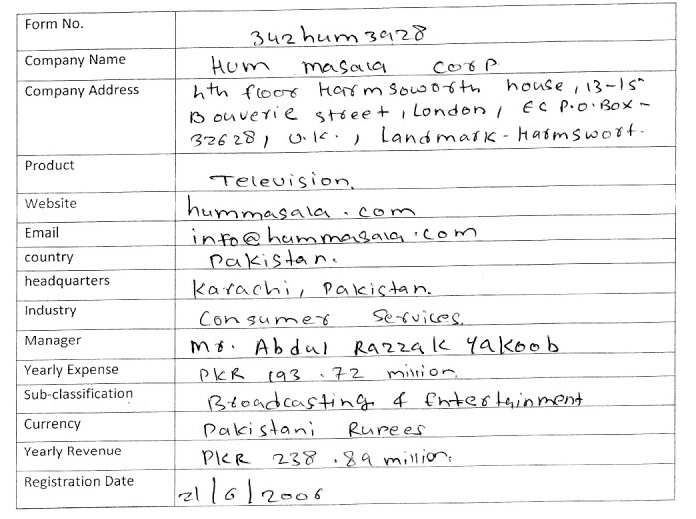 Form No. 342hum3928
Company Name Hum masala corp
Company Address 4th floor Harmsoworth house, 13-15
Bouverie street, London, EC P.O.Box-
32628, U.K., Landmark-Harmswort.
Product Television.
Website hummasala.com
Email info@hummasala.com
country Pakistan.
headquarters Karachi, Pakistan.
Industry Consumer Services.
Manager Mr. Abdul Razzak Yakoob
Yearly Expense PKR 193.72 million.
Sub-classification Broadcasting & Entertainment
Currency Pakistani Rupees
Yearly Revenue PKR 238.89 million.
Registration Date 21/6/2006